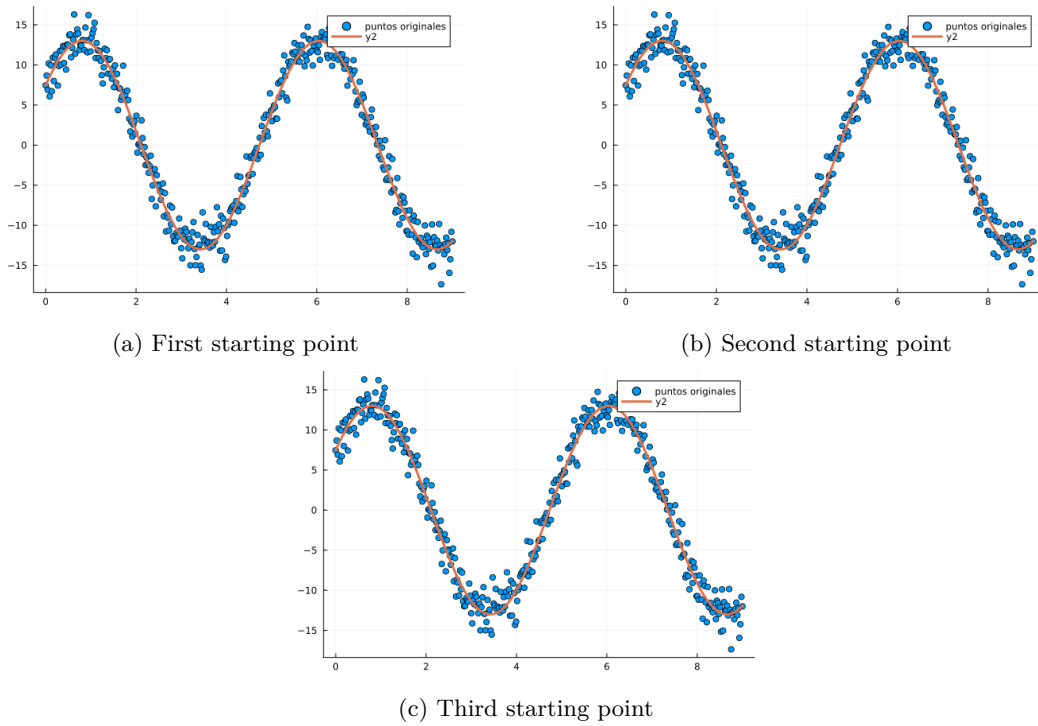 15
10
5
0
−5
−10
−15
0 2 4 6 8
puntos originales
y2
(a) First starting point
15
10
5
0
−5
−10
−15
0 2 4 6 8
puntos originales
y2
(b) Second starting point
15
10
5
0
−5
−10
−15
0 2 4 6 8
puntos originales
y2
(c) Third starting point